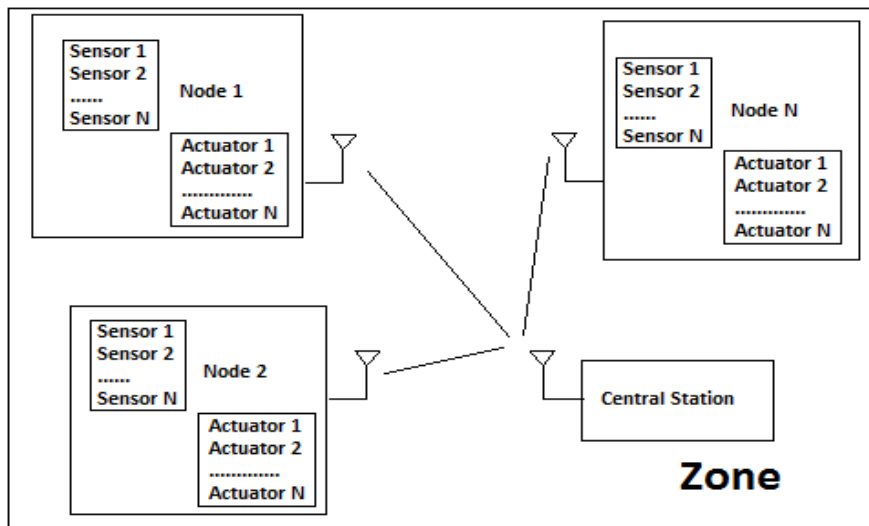 Sensor 1
Sensor 2
......
Sensor N
Node 1
Actuator 1
Actuator 2
.............
Actuator N
Sensor 1
Sensor 2
......
Sensor N
Node N
Actuator 1
Actuator 2
.............
Actuator N
Sensor 1
Sensor 2
......
Sensor N
Node 2
Actuator 1
Actuator 2
.............
Actuator N
Central Station
Zone